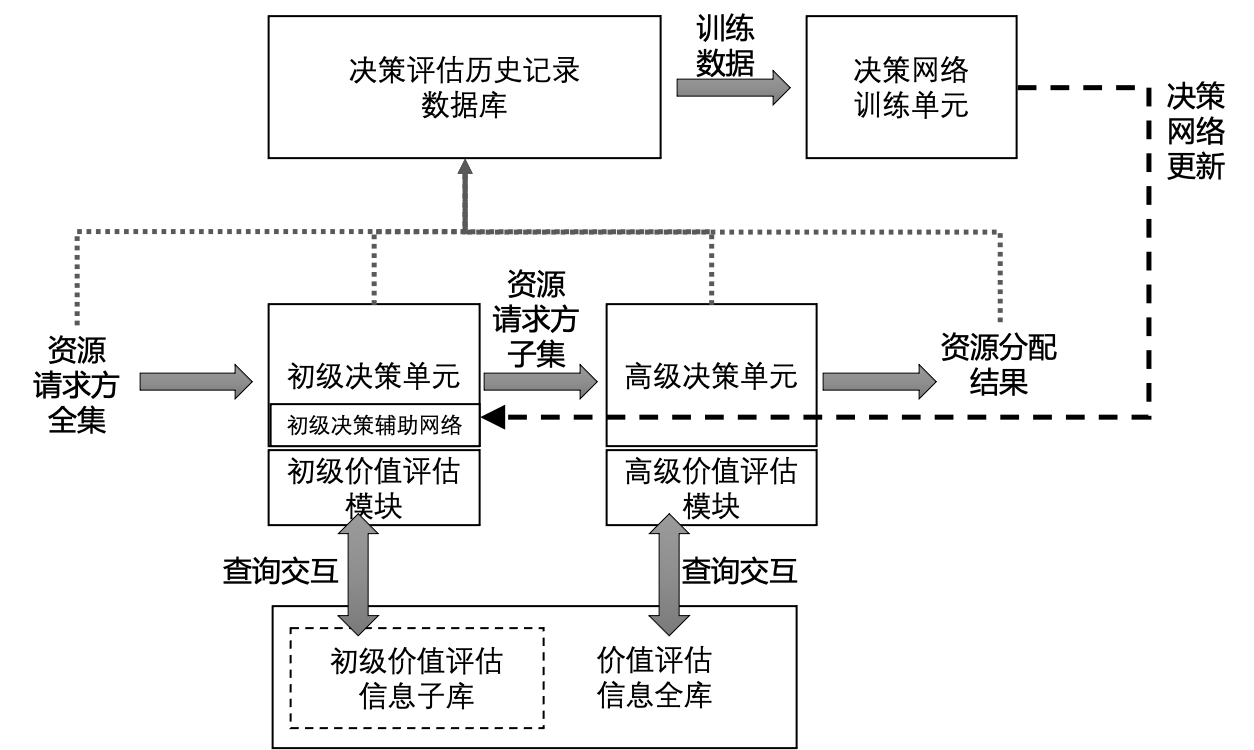 决策评估历史记录
数据库
训练
数据
决策网络
训练单元
决策
网络
更新
资源
请求方
全集
初级决策单元
初级决策辅助网络
初级价值评估
模块
资源
请求方
子集
高级决策单元
高级价值评估
模块
资源分配
结果
查询交互
查询交互
初级价值评估
信息子库
价值评估
信息全库